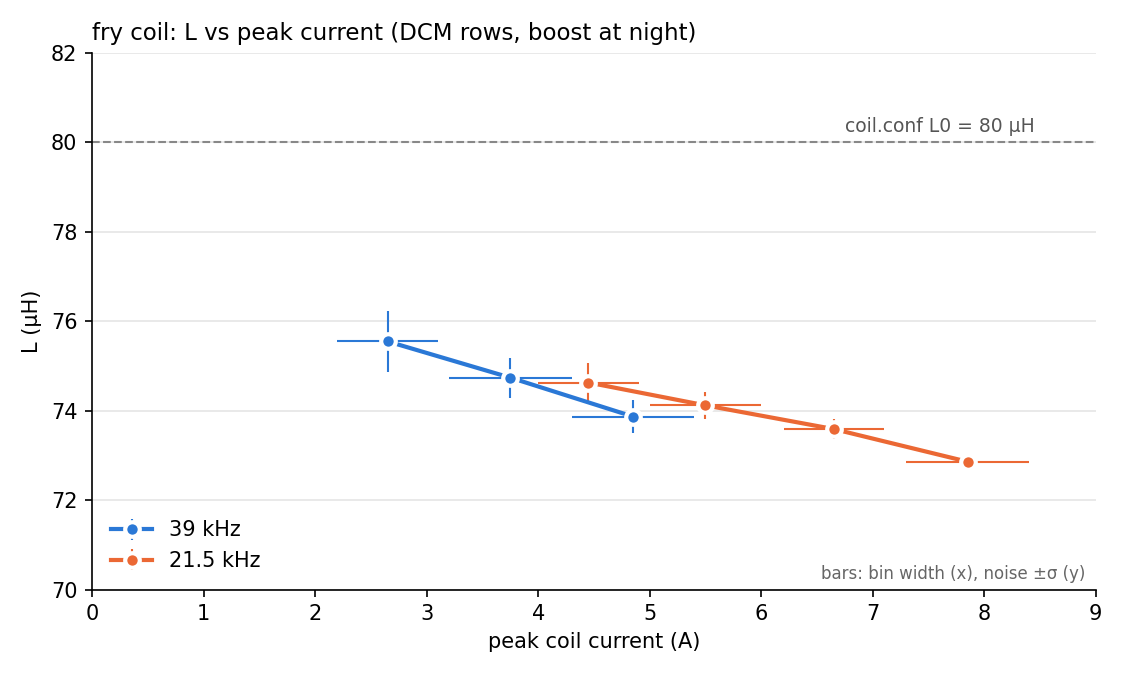 fry coil: L vs peak current (DCM rows, boost at night)
82
80
78
76
74
72
70
L (µH)
coil.conf L0 = 80 µH
39 kHz
21.5 kHz
bars: bin width (x), noise ±σ (y)
0 1 2 3 4 5 6 7 8 9
peak coil current (A)